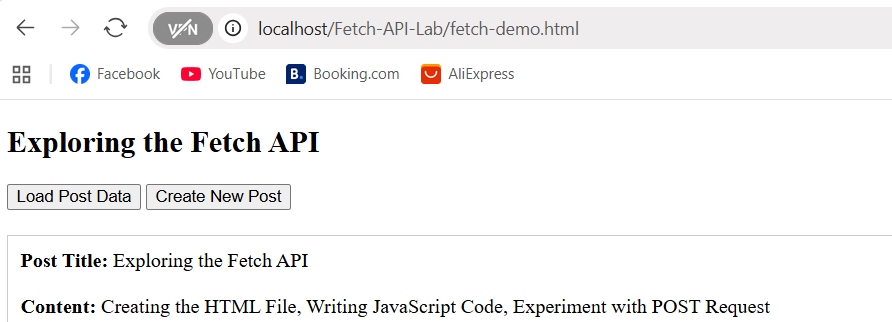 VPN
localhost/Fetch-API-Lab/fetch-demo.html
Facebook YouTube B. Booking.com AliExpress
Exploring the Fetch API
Load Post Data Create New Post
Post Title: Exploring the Fetch API
Content: Creating the HTML File, Writing JavaScript Code, Experiment with POST Request